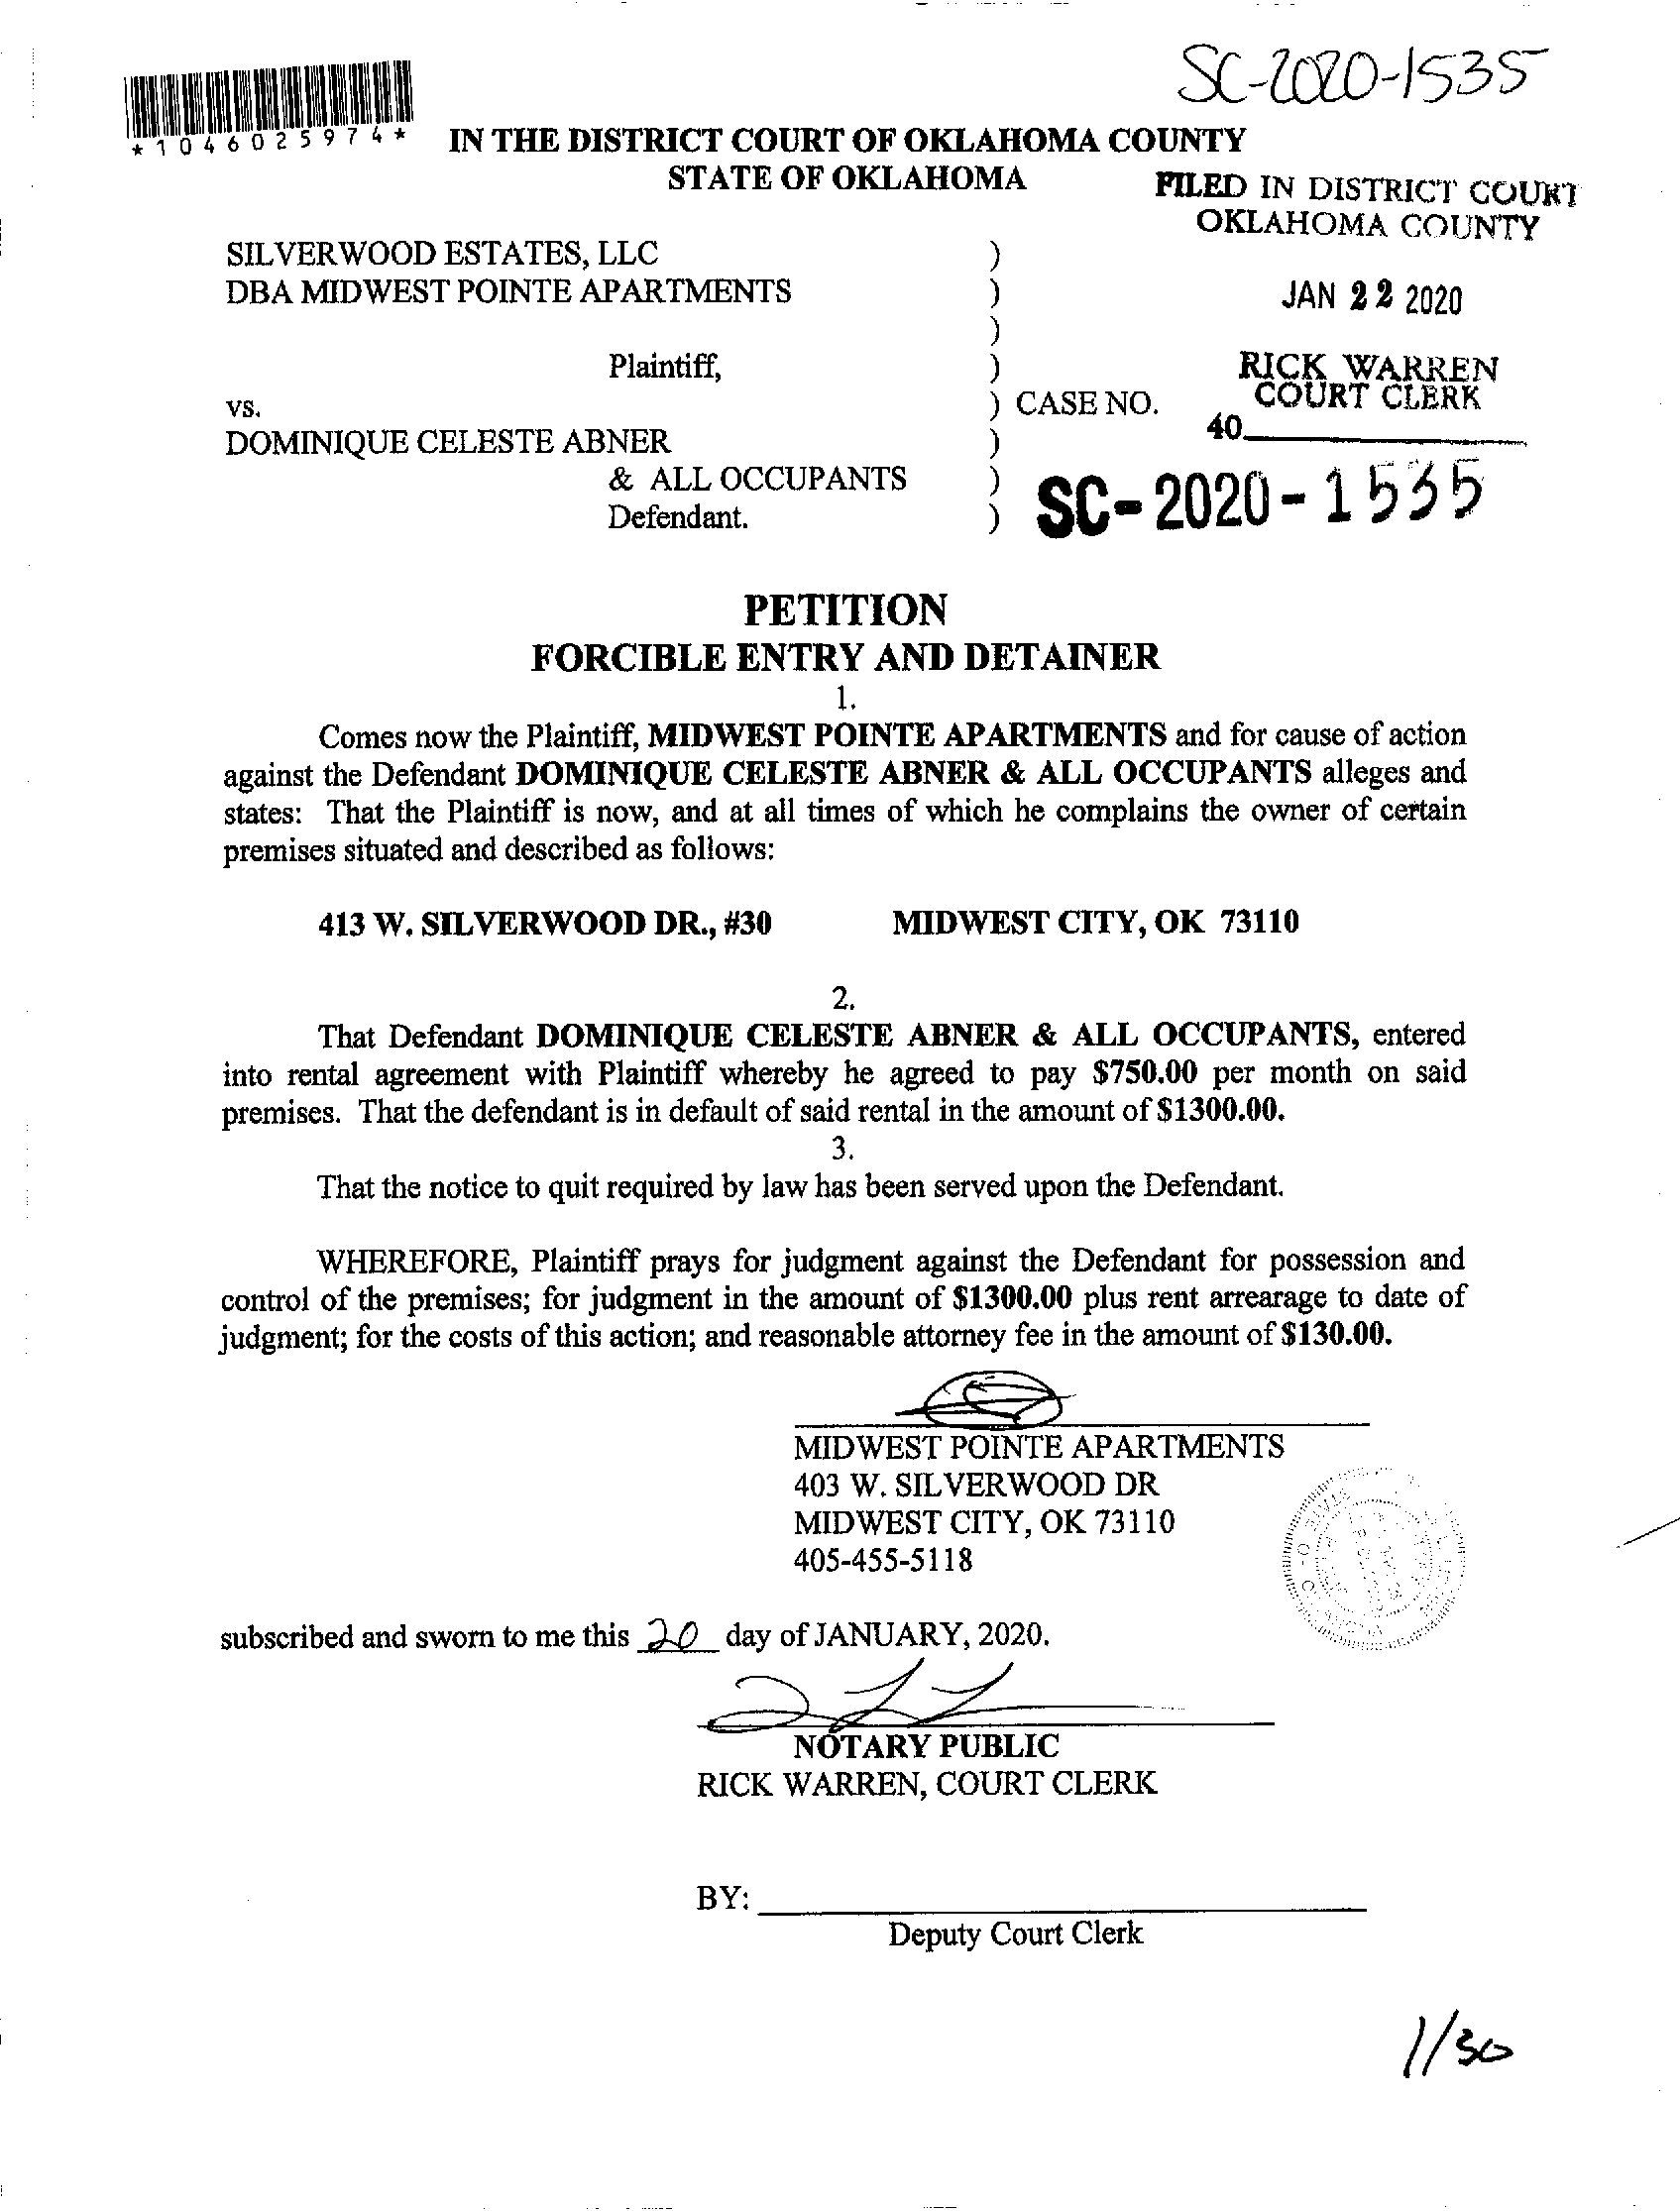 SC-2020-1535
*1046025974*
IN THE DISTRICT COURT OF OKLAHOMA COUNTY
STATE OF OKLAHOMA
FILED IN DISTRICT COURT
OKLAHOMA COUNTY
SILVERWOOD ESTATES, LLC )
DBA MIDWEST POINTE APARTMENTS )
JAN 22 2020
)
Plaintiff, )
RICK WARREN
COURT CLERK
vs. ) CASE NO.
40
DOMINIQUE CELESTE ABNER )
& ALL OCCUPANTS )
Defendant. )
SC-2020-1535
PETITION
FORCIBLE ENTRY AND DETAINER
1.
Comes now the Plaintiff, MIDWEST POINTE APARTMENTS and for cause of action
against the Defendant DOMINIQUE CELESTE ABNER & ALL OCCUPANTS alleges and
states: That the Plaintiff is now, and at all times of which he complains the owner of certain
premises situated and described as follows:
413 W. SILVERWOOD DR., #30 MIDWEST CITY, OK 73110
2.
That Defendant DOMINIQUE CELESTE ABNER & ALL OCCUPANTS, entered
into rental agreement with Plaintiff whereby he agreed to pay $750.00 per month on said
premises. That the defendant is in default of said rental in the amount of $1300.00.
3.
That the notice to quit required by law has been served upon the Defendant.
WHEREFORE, Plaintiff prays for judgment against the Defendant for possession and
control of the premises; for judgment in the amount of $1300.00 plus rent arrearage to date of
judgment; for the costs of this action; and reasonable attorney fee in the amount of $130.00.
MIDWEST POINTE APARTMENTS
403 W. SILVERWOOD DR
MIDWEST CITY, OK 73110
405-455-5118
subscribed and sworn to me this 20 day of JANUARY, 2020.
NOTARY PUBLIC
RICK WARREN, COURT CLERK
BY:
Deputy Court Clerk
1/30